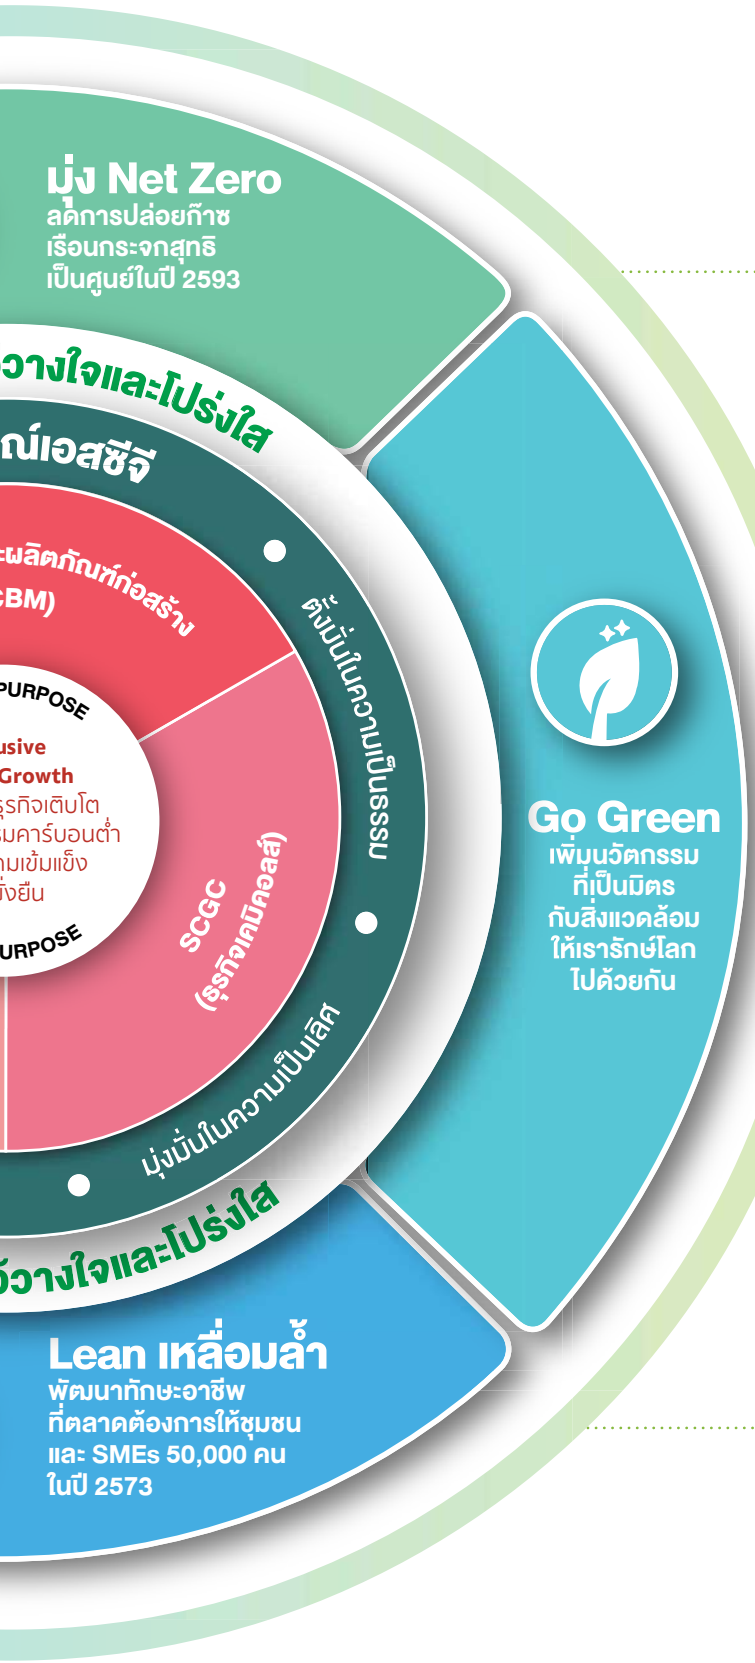 มุ่ง Net Zero
ลดการปล่อยก๊าซ
เรือนกระจกสุทธิ
เป็นศูนย์ในปี 2593
วางใจและโปร่งใส
ณ์เอสซีจี
ะผลิตภัณฑ์ก่อสร้าง
cBM)
ตั้งมั่นในความเป็นธรรม
PURPOSE
usive
Growth
ธุรกิจเติบโต
รมคาร์บอนต่ำ
คมเข้มแข็ง
ยั่งยืน
URPOSE
SCGC
(ธุรกิจเคมิคอลส์)
มุ่งมั่นในความเป็นเลิศ
Go Green
เพิ่มนวัตกรรม
ที่เป็นมิตร
กับสิ่งแวดล้อม
ให้เรารักษ์โลก
ไปด้วยกัน
ว้วางใจและโปร่งใส
Lean เหลื่อมล้ำ
พัฒนาทักษะอาชีพ
ที่ตลาดต้องการให้ชุมชน
และ SMEs 50,000 คน
ในปี 2573